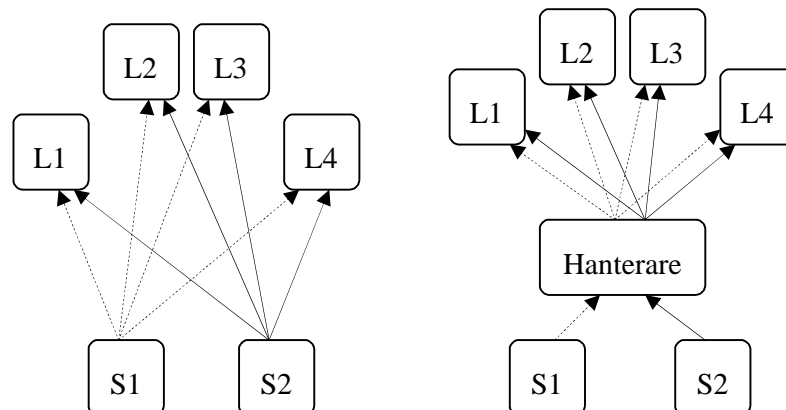 L2 L3
L1
L4
S1 S2
L2 L3
L1 L4
Hanterare
S1 S2